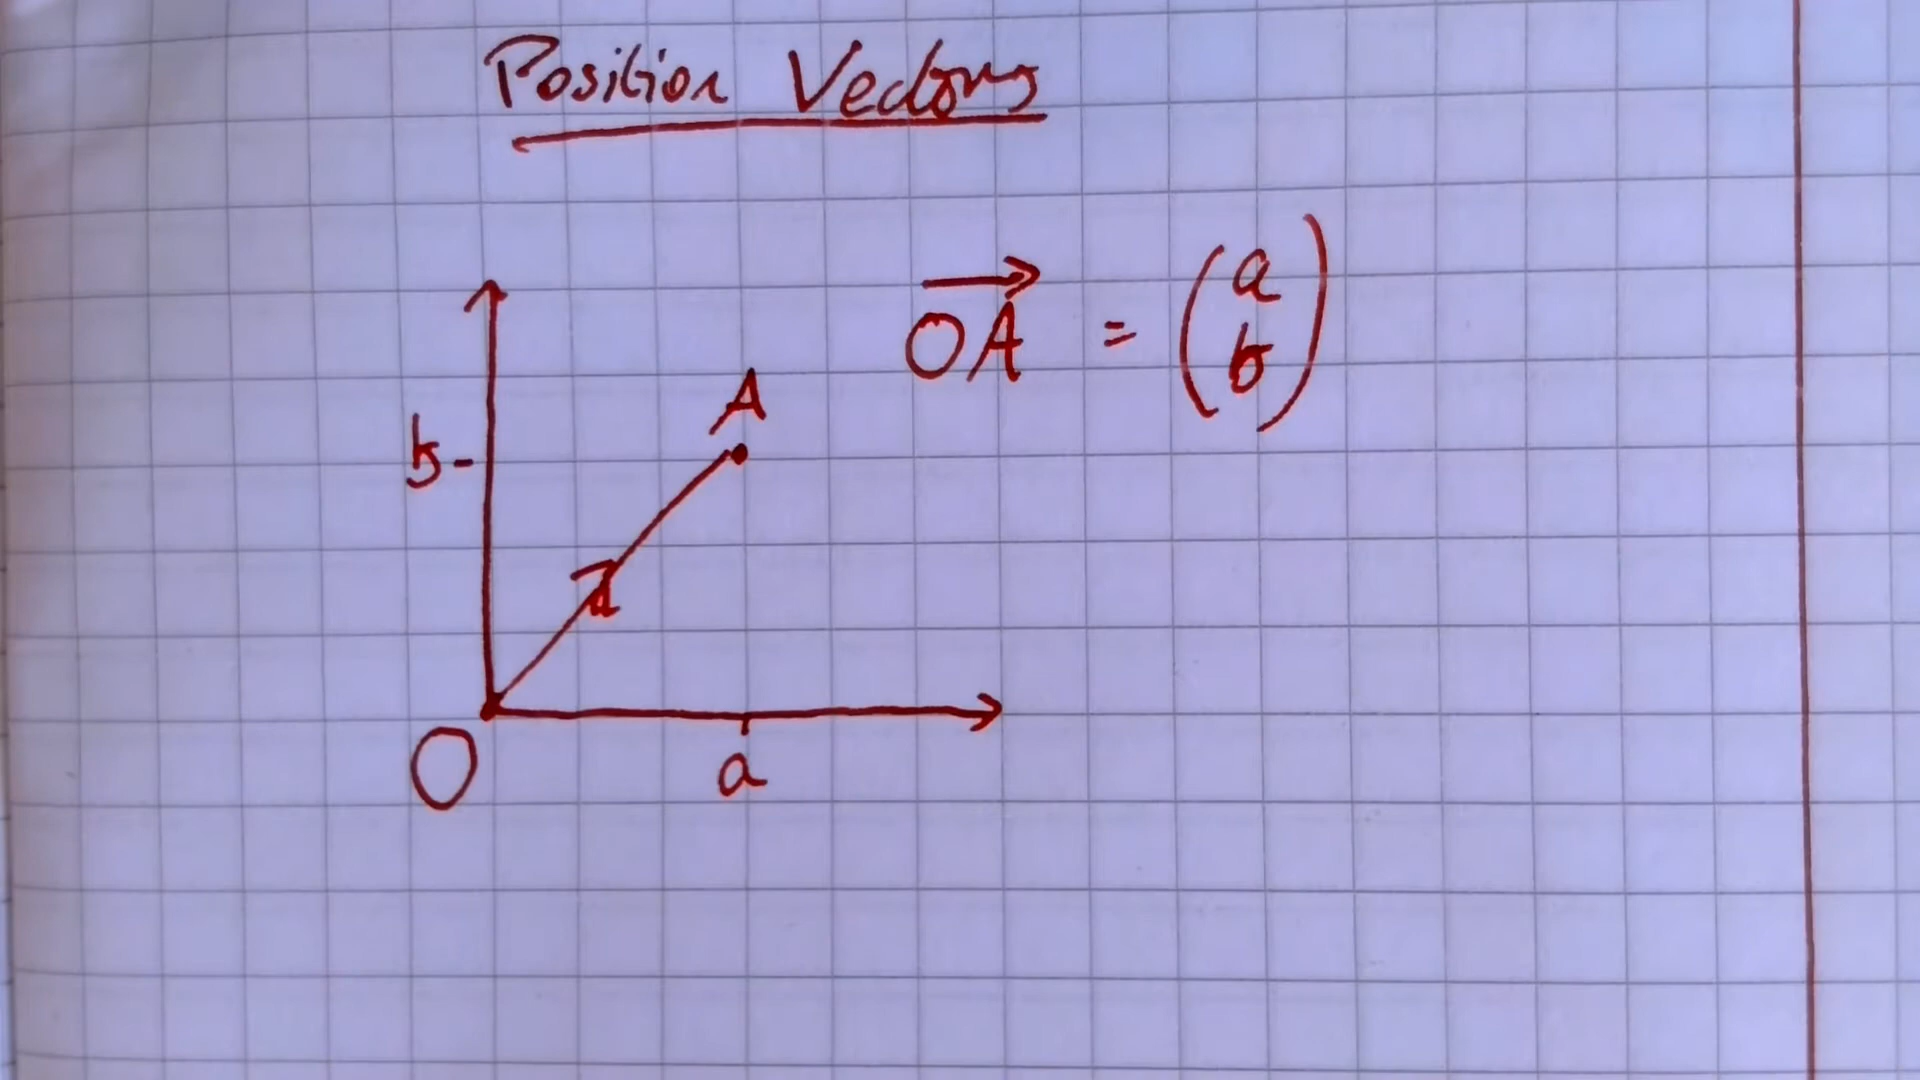 Position Vectors
OA = (a
b)
A
b
a
O
a